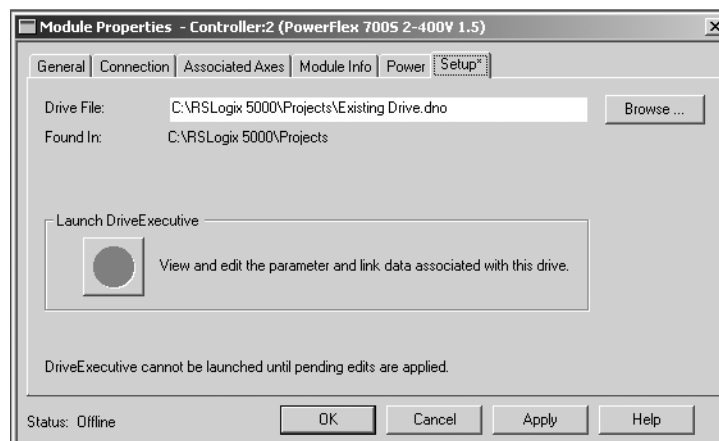 Module Properties - Controller:2 (PowerFlex 700S 2-400V 1.5)
General Connection Associated Axes Module Info Power Setup*
Drive File: C:\RSLogix 5000\Projects\Existing Drive.dno Browse ...
Found In: C:\RSLogix 5000\Projects
Launch DriveExecutive
View and edit the parameter and link data associated with this drive.
DriveExecutive cannot be launched until pending edits are applied.
Status: Offline OK Cancel Apply Help